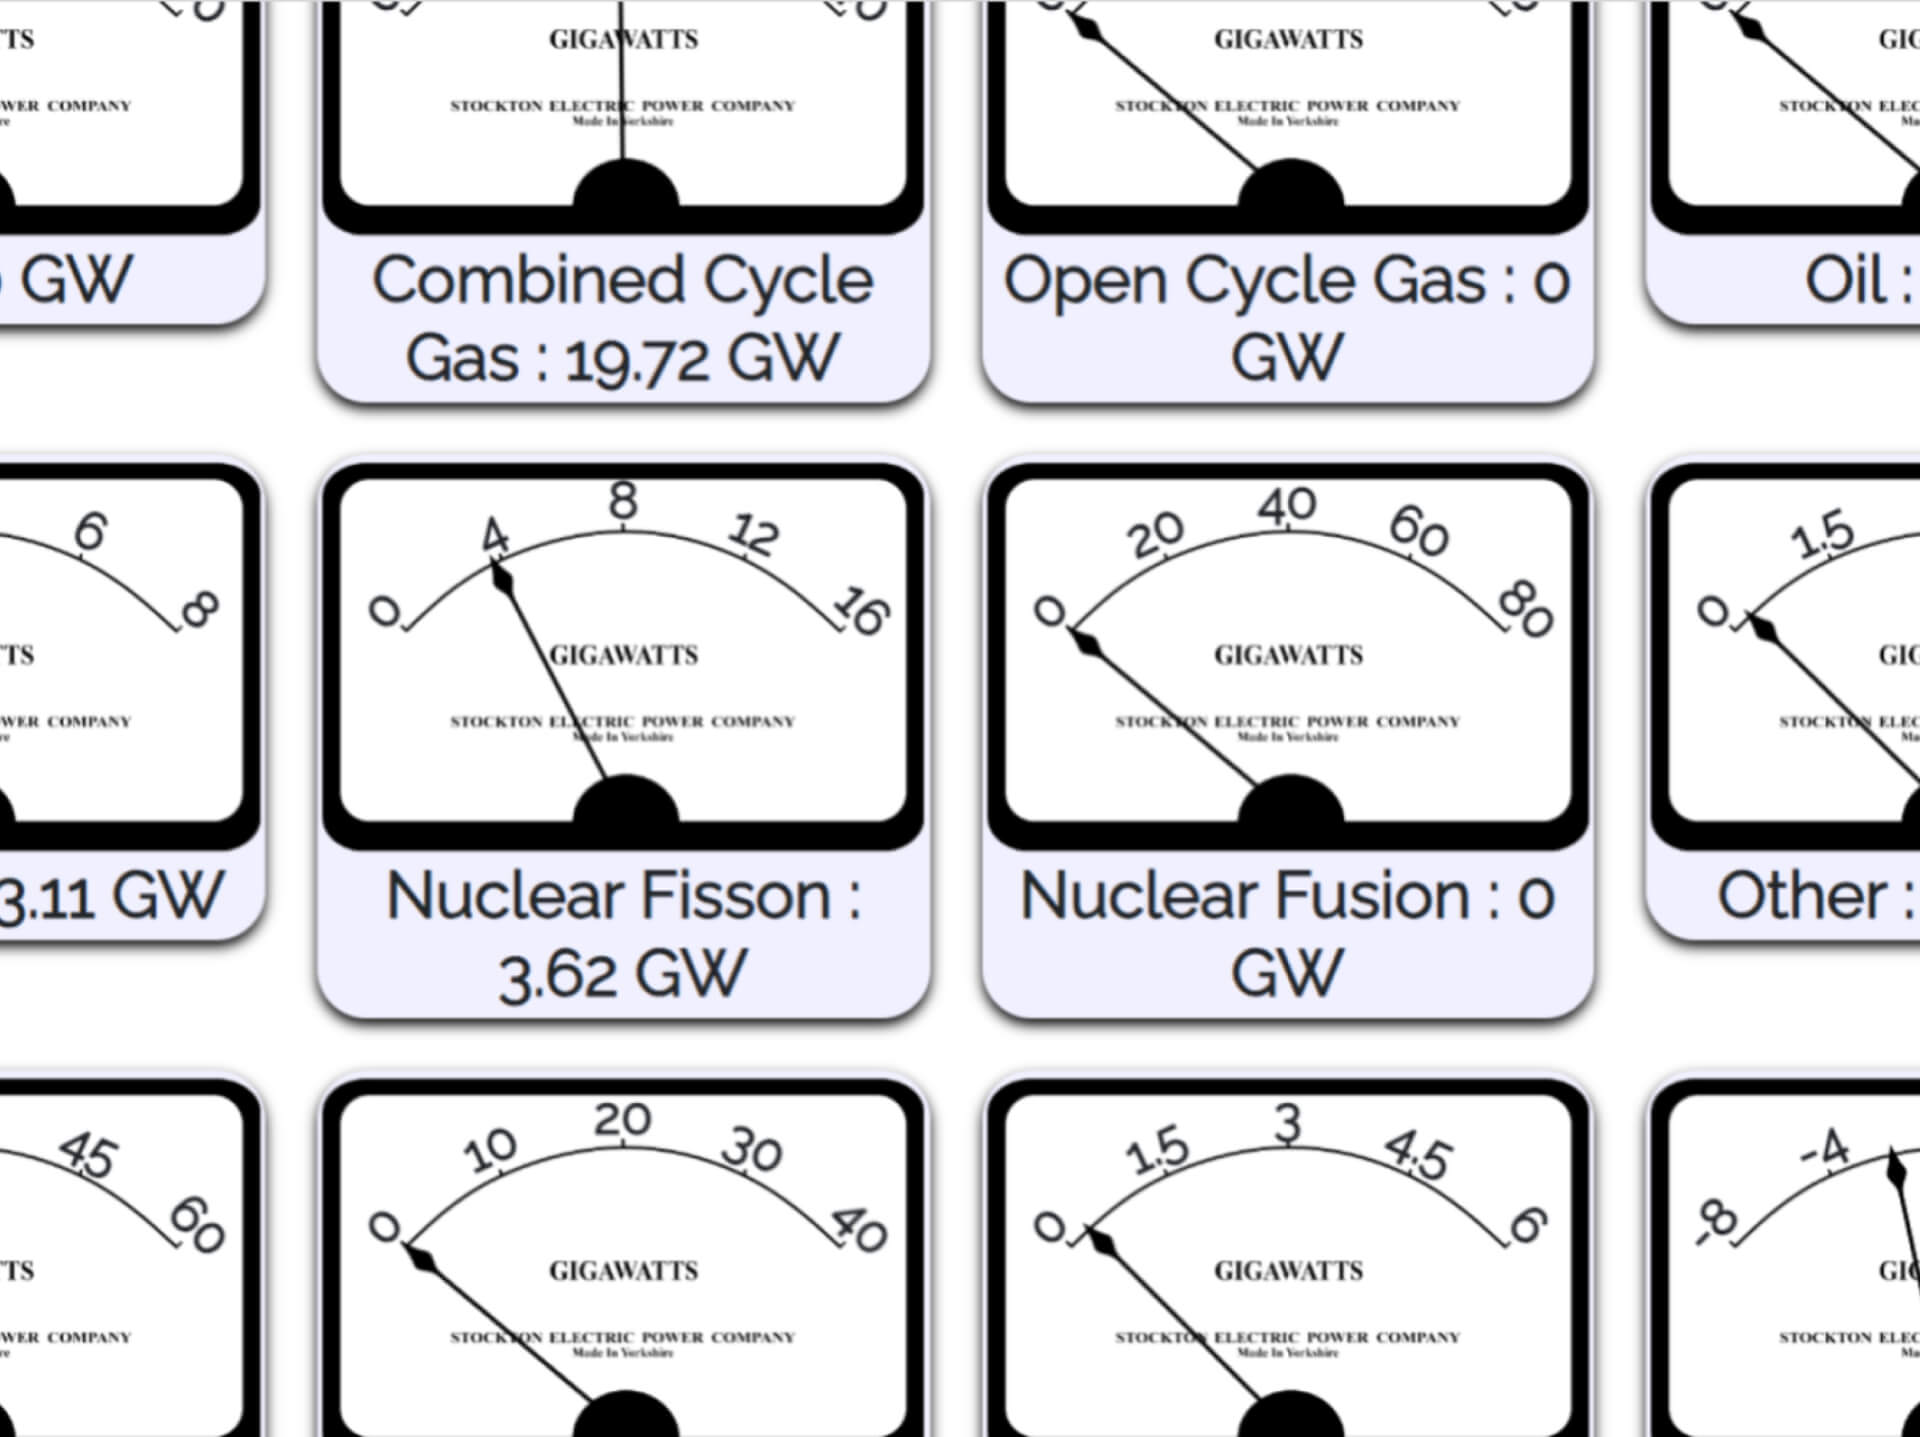 GIGAWATTS GIGAWATTS
WER COMPANY STOCKTON ELECTRIC POWER COMPANY STOCKTON ELECTRIC POWER COMPANY STOCKTON ELEC
Made In Yorkshire Made In Yorkshire
GW Combined Cycle Open Cycle Gas : 0 Oil :
Gas : 19.72 GW GW
6 8
0 4 8 12 16
0 20 40 60 80
0 1.5
GIGAWATTS GIGAWATTS
WER COMPANY STOCKTON ELECTRIC POWER COMPANY STOCKTON ELECTRIC POWER COMPANY STOCKTON ELEC
Made In Yorkshire Made In Yorkshire
3.11 GW Nuclear Fisson : Nuclear Fusion : 0 Other :
3.62 GW GW
45 60
0 10 20 30 40
0 1.5 3 4.5 6
-8 -4
GIGAWATTS GIGAWATTS
WER COMPANY STOCKTON ELECTRIC POWER COMPANY STOCKTON ELECTRIC POWER COMPANY STOCKTON ELEC
Made In Yorkshire Made In Yorkshire